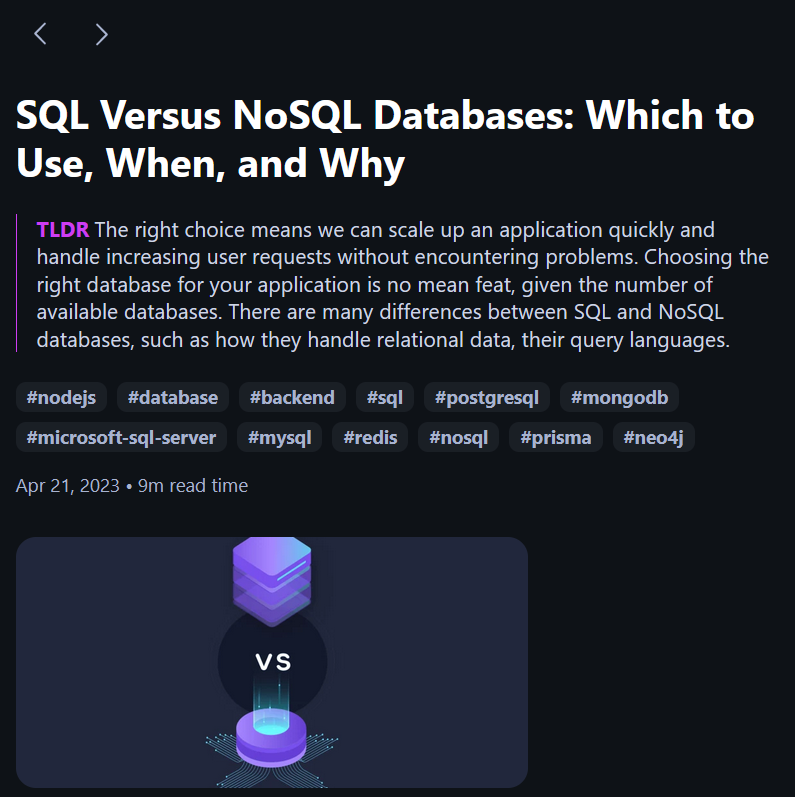 SQL Versus NoSQL Databases: Which to
Use, When, and Why
TLDR The right choice means we can scale up an application quickly and
handle increasing user requests without encountering problems. Choosing the
right database for your application is no mean feat, given the number of
available databases. There are many differences between SQL and NoSQL
databases, such as how they handle relational data, their query languages.
#nodejs #database #backend #sql #postgresql #mongodb
#microsoft-sql-server #mysql #redis #nosql #prisma #neo4j
Apr 21, 2023 • 9m read time
VS